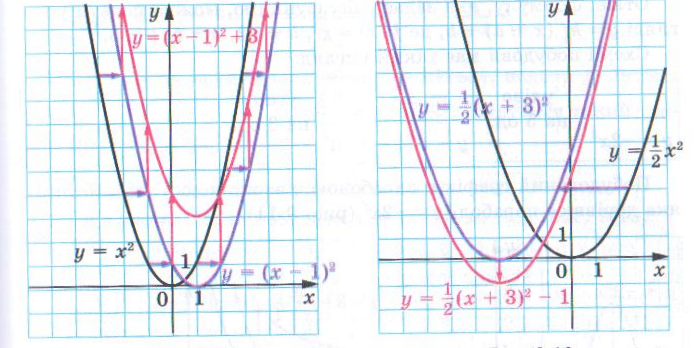 y
y = (x − 1)² + 3
y = x²
1
y = (x − 1)²
0
1
x
y
y = ½(x + 3)²
y = ½x²
1
0
1
x
y = ½(x + 3)² − 1